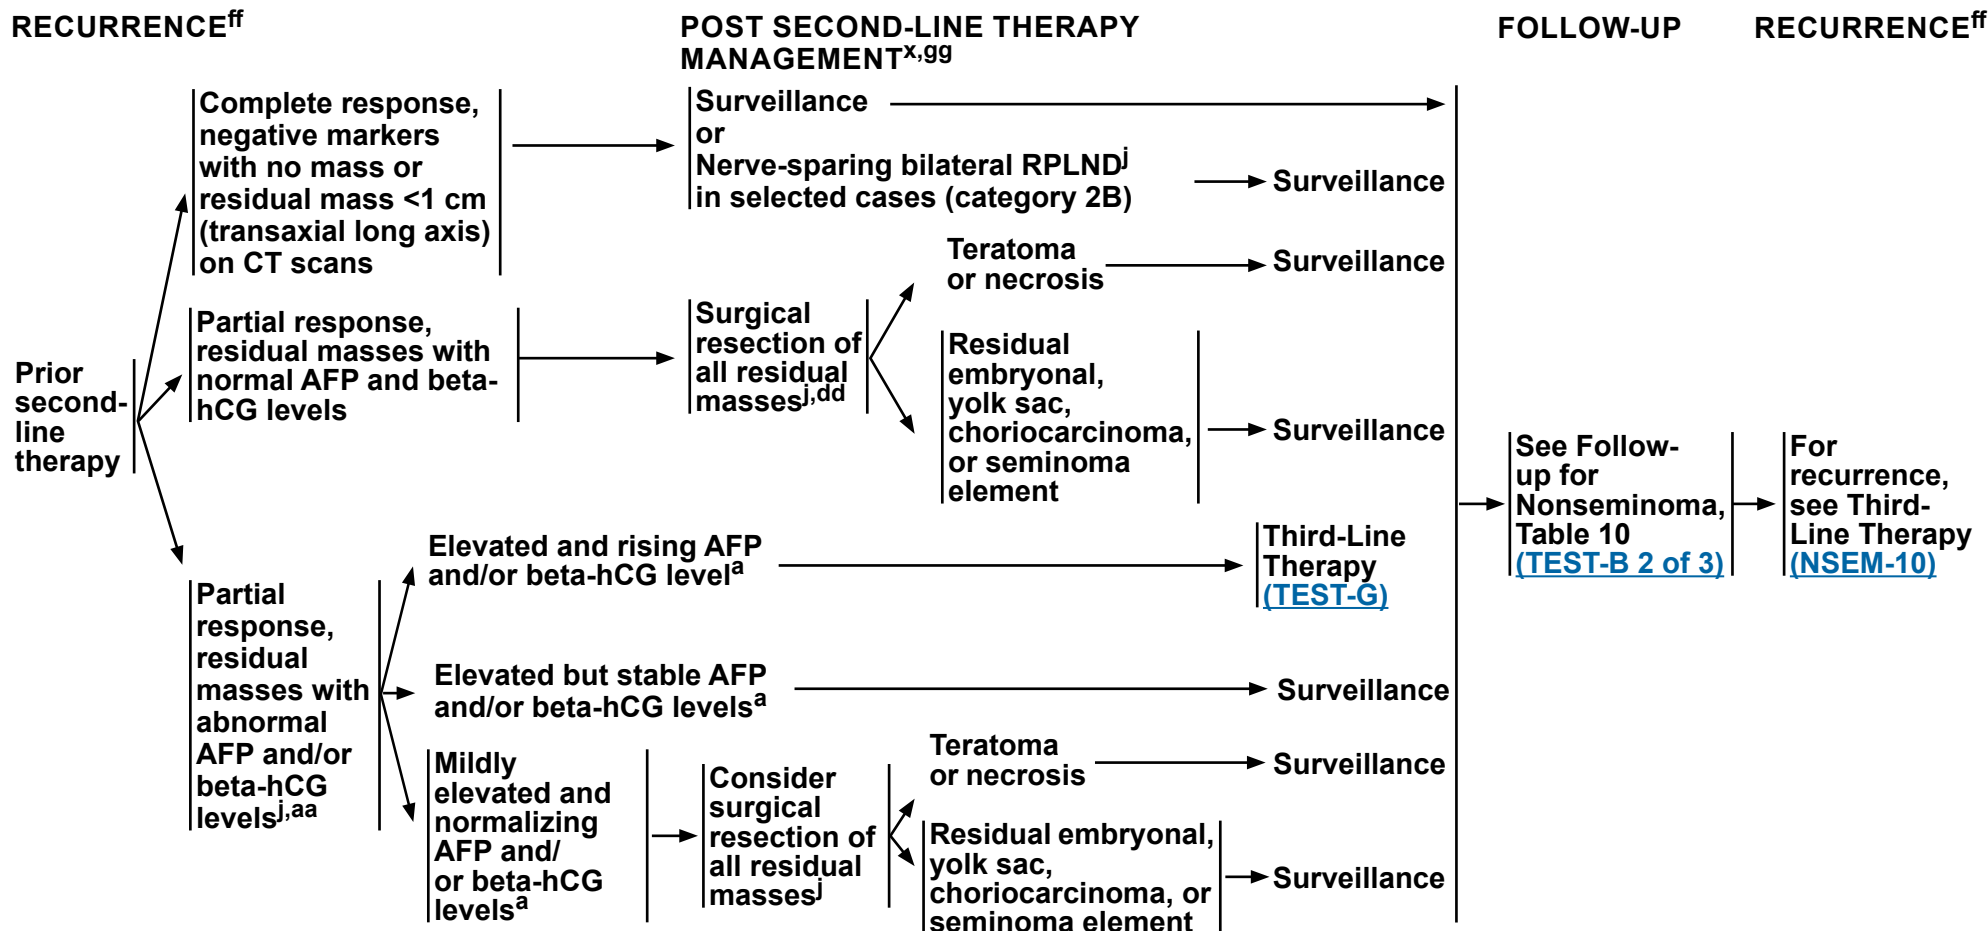 RECURRENCEff
POST SECOND-LINE THERAPY
MANAGEMENTx,gg
FOLLOW-UP
RECURRENCEff
Prior
second-
line
therapy
Complete response,
negative markers
with no mass or
residual mass <1 cm
(transaxial long axis)
on CT scans
Surveillance
or
Nerve-sparing bilateral RPLNDj
in selected cases (category 2B)
Surveillance
Partial response,
residual masses with
normal AFP and beta-
hCG levels
Surgical
resection of
all residual
massesj,dd
Teratoma
or necrosis
Surveillance
Residual
embryonal,
yolk sac,
choriocarcinoma,
or seminoma
element
Surveillance
Partial
response,
residual
masses with
abnormal
AFP and/or
beta-hCG
levelsj,aa
Elevated and rising AFP
and/or beta-hCG levela
Third-Line
Therapy
(TEST-G)
Elevated but stable AFP
and/or beta-hCG levelsa
Surveillance
Mildly
elevated and
normalizing
AFP and/
or beta-hCG
levelsa
Consider
surgical
resection of
all residual
massesj
Teratoma
or necrosis
Surveillance
Residual embryonal,
yolk sac,
choriocarcinoma, or
seminoma element
Surveillance
See Follow-
up for
Nonseminoma,
Table 10
(TEST-B 2 of 3)
For
recurrence,
see Third-
Line Therapy
(NSEM-10)